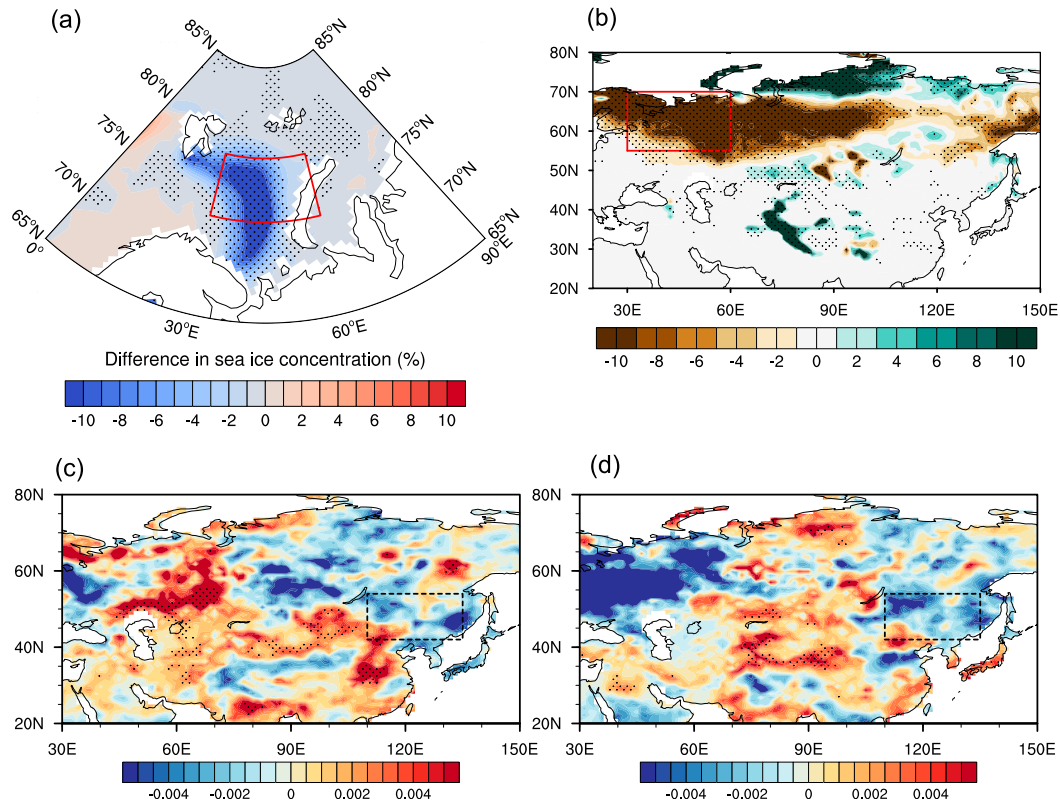 (a)
85°N
85°N
80°N
80°N
75°N
75°N
70°N
70°N
65°N
65°N
0°
90°E
30°E
60°E
Difference in sea ice concentration (%)
-10 -8 -6 -4 -2 0 2 4 6 8 10
(b)
80N
70N
60N
50N
40N
30N
20N
30E 60E 90E 120E 150E
-10 -8 -6 -4 -2 0 2 4 6 8 10
(c)
80N
60N
40N
20N
30E 60E 90E 120E 150E
-0.004 -0.002 0 0.002 0.004
(d)
80N
60N
40N
20N
30E 60E 90E 120E 150E
-0.004 -0.002 0 0.002 0.004